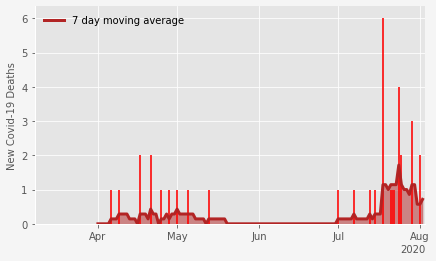 7 day moving average
New Covid-19 Deaths
6
5
4
3
2
1
0
Apr
May
Jun
Jul
Aug
2020